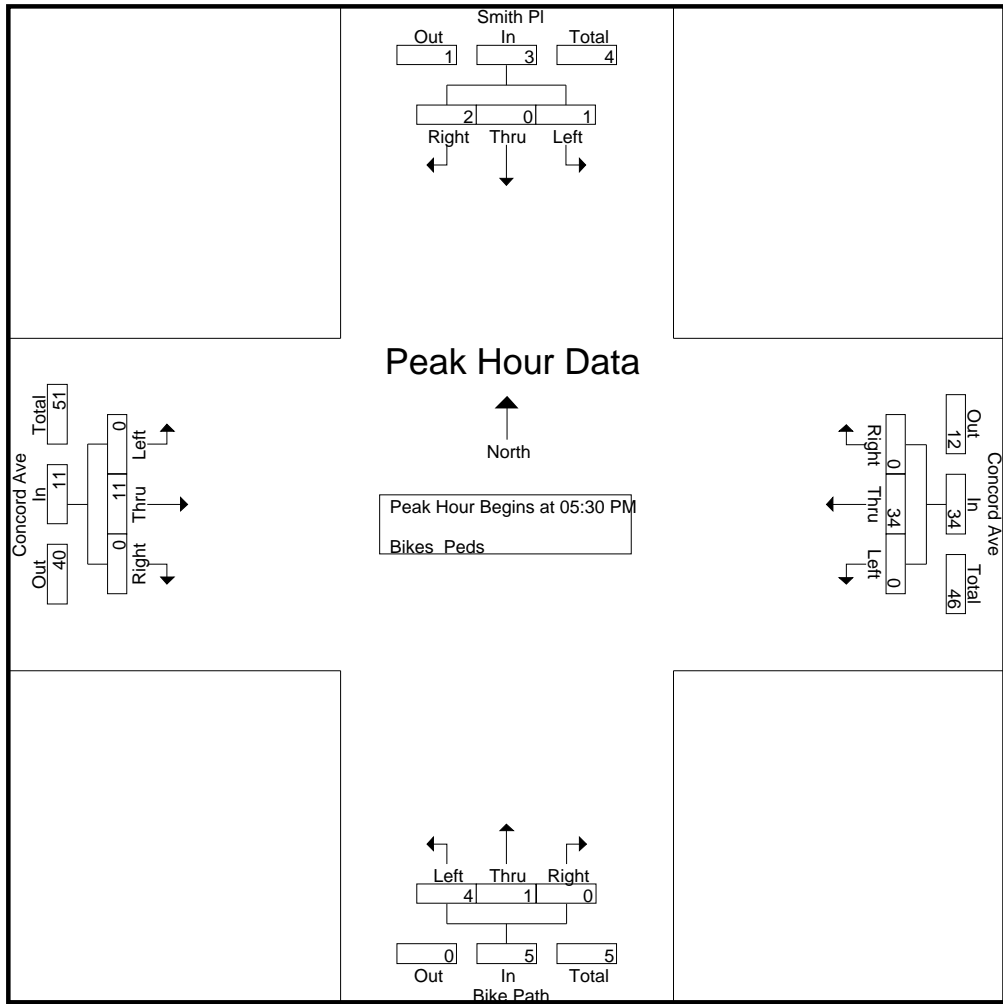 Smith Pl
Out In Total
1 3 4
2 0 1
Right Thru Left
Peak Hour Data
North
Peak Hour Begins at 05:30 PM
Bikes Peds
Concord Ave
Total In Out
51 11 40
0 11 0
Left Thru Right
Concord Ave
Out In Total
12 34 46
0 34 0
Right Thru Left
Left Thru Right
4 1 0
0 5 5
Out In Total
Bike Path